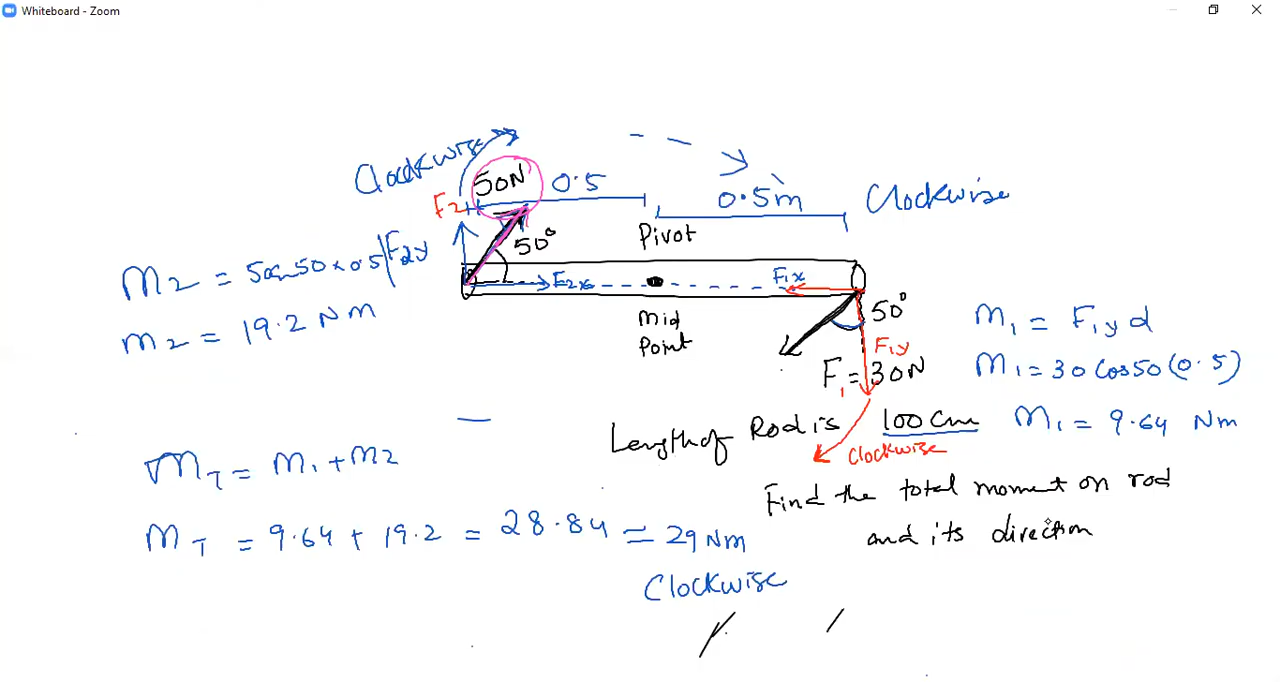 Whiteboard - Zoom
Clockwise
50N
0.5
0.5m
Clockwise
F2
50°
Pivot
F2y
M2 = 50sin50 × 0.5
M2 = 19.2 Nm
F2x
F1x
Mid
Point
50°
F1y
F1 = 30N
M1 = F1y d
M1 = 30 Cos50 (0.5)
M1 = 9.64 Nm
Length of Rod is 100 Cm
Clockwise
Find the total moment on rod
and its direction
MT = M1 + M2
MT = 9.64 + 19.2 = 28.84 = 29 Nm
Clockwise